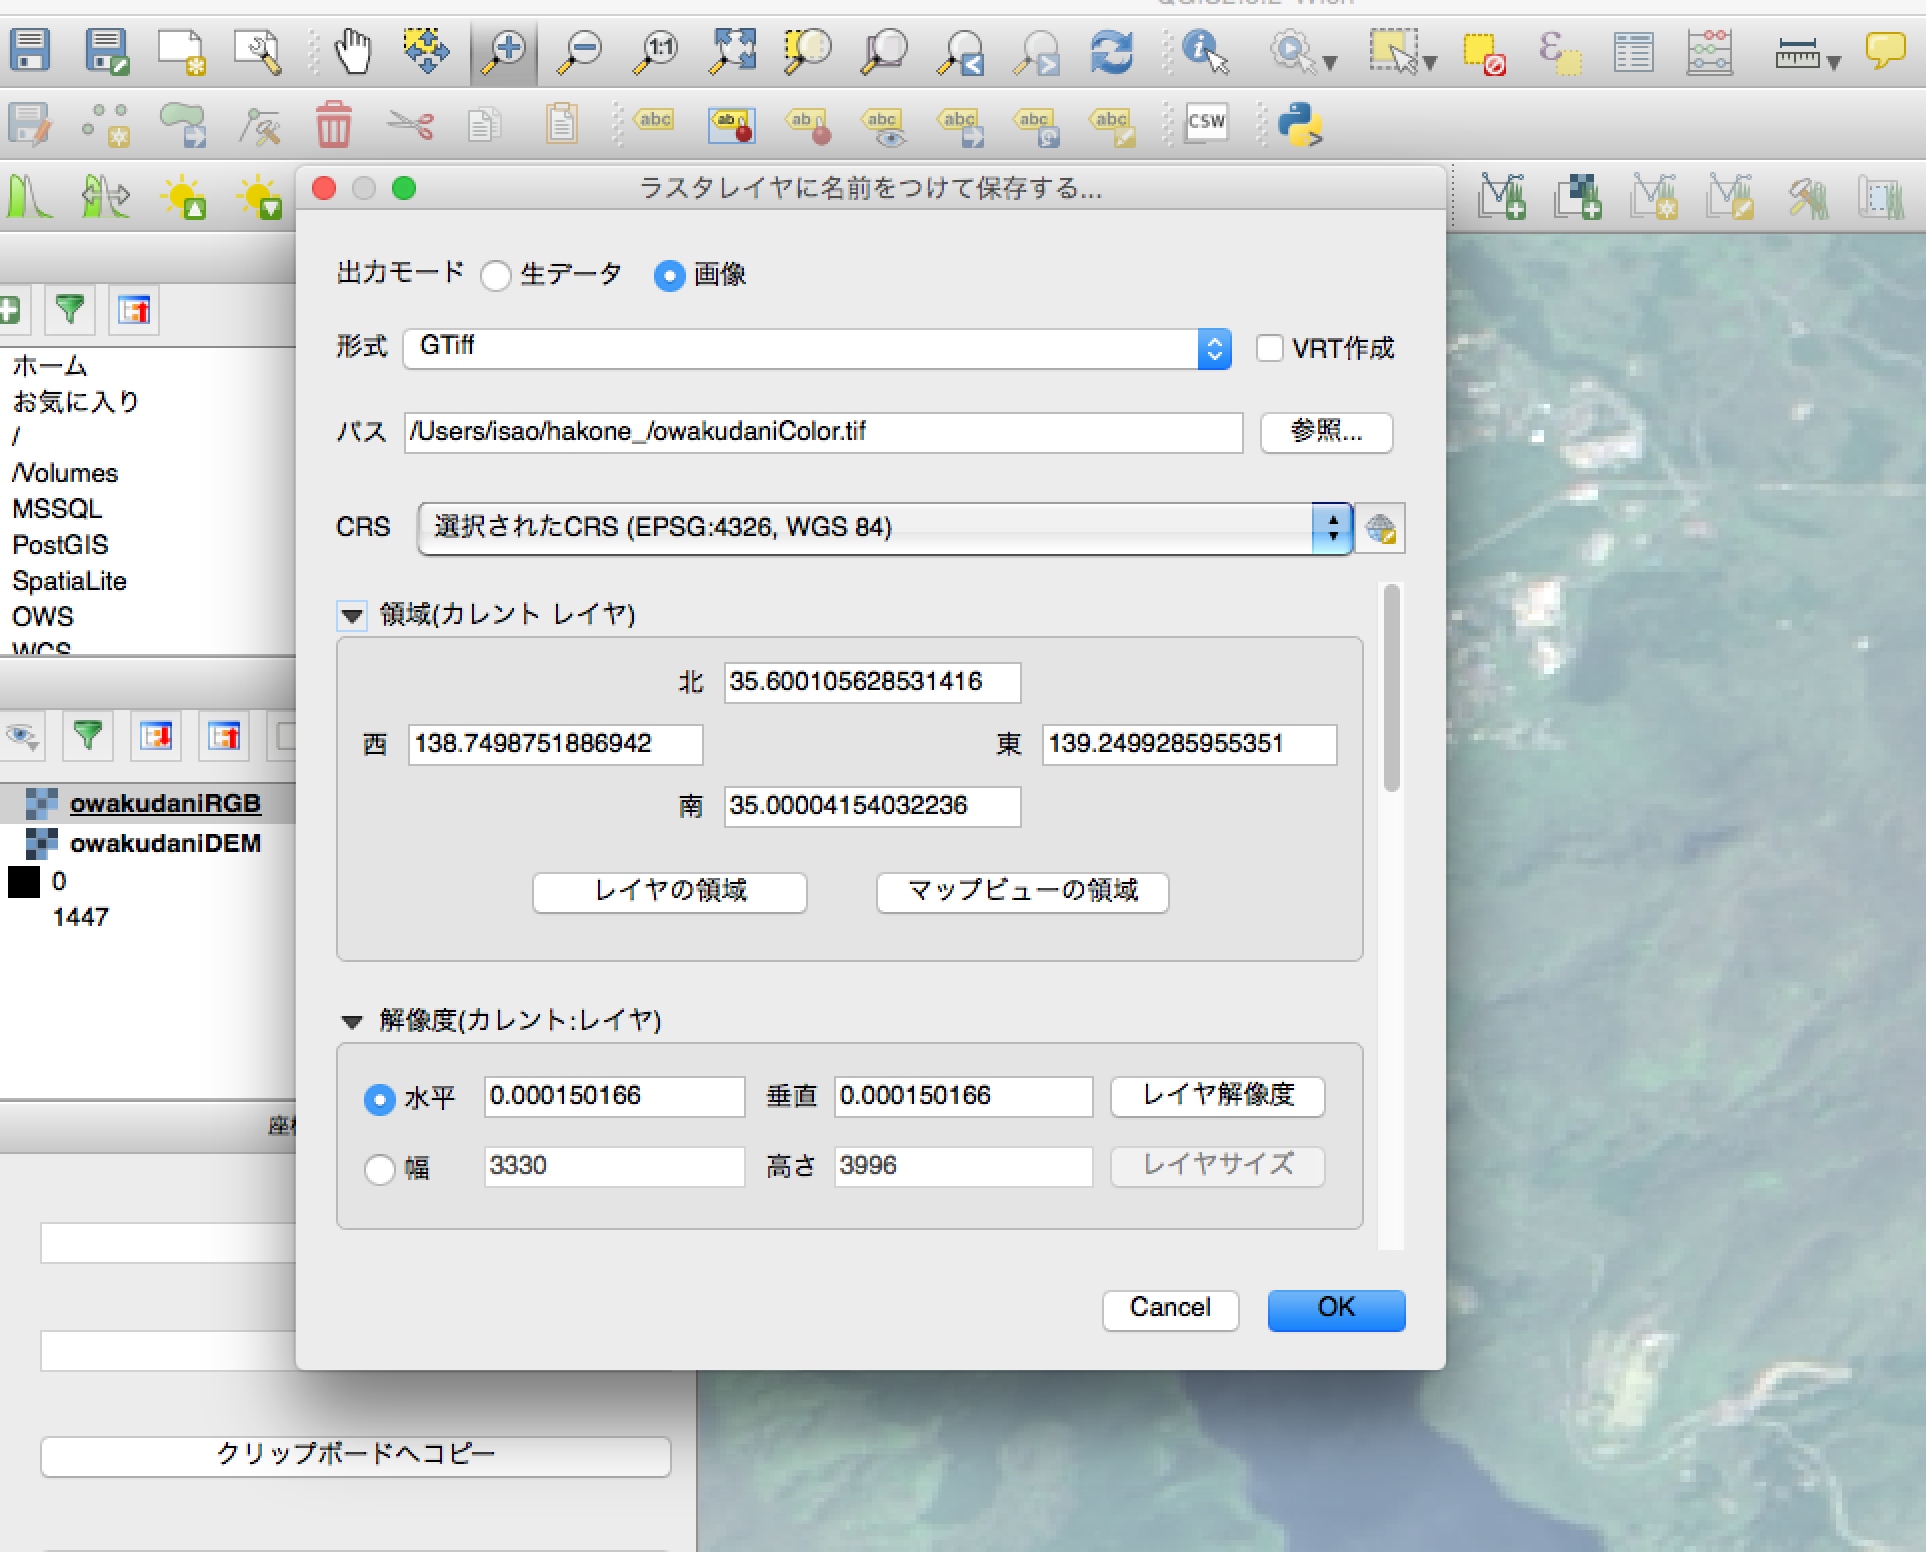 1:1
abc
ab
ab
abc
abc
abc
abc
CSW
ラスタレイヤに名前をつけて保存する...
出力モード 生データ 画像
形式 GTiff VRT作成
パス /Users/isao/hakone_/owakudaniColor.tif 参照...
CRS 選択されたCRS (EPSG:4326, WGS 84)
領域(カレント レイヤ)
北 35.600105628531416
西 138.7498751886942 東 139.2499285955351
南 35.00004154032236
レイヤの領域 マップビューの領域
解像度(カレント:レイヤ)
水平 0.000150166 垂直 0.000150166 レイヤ解像度
幅 3330 高さ 3996 レイヤサイズ
Cancel OK
ホーム
お気に入り
/
/Volumes
MSSQL
PostGIS
SpatiaLite
OWS
WCS
owakudaniRGB
owakudaniDEM
0
1447
クリップボードへコピー